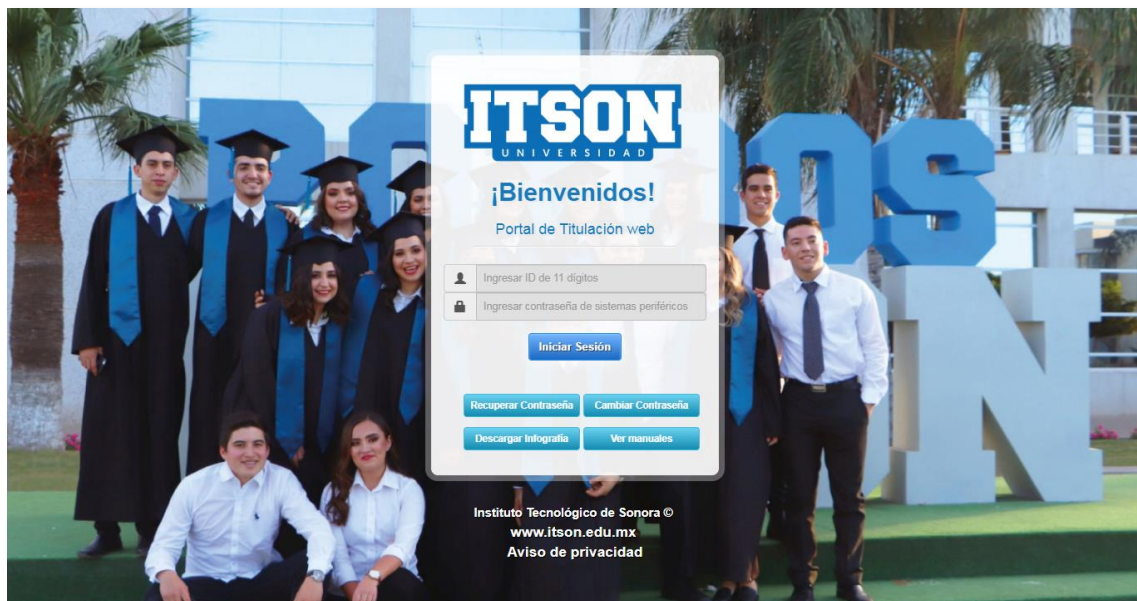 ITSON
UNIVERSIDAD
¡Bienvenidos!
Portal de Titulación web
Ingresar ID de 11 dígitos
Ingresar contraseña de sistemas periféricos
Iniciar Sesión
Recuperar Contraseña Cambiar Contraseña
Descargar Infografía Ver manuales
Instituto Tecnológico de Sonora ©
www.itson.edu.mx
Aviso de privacidad